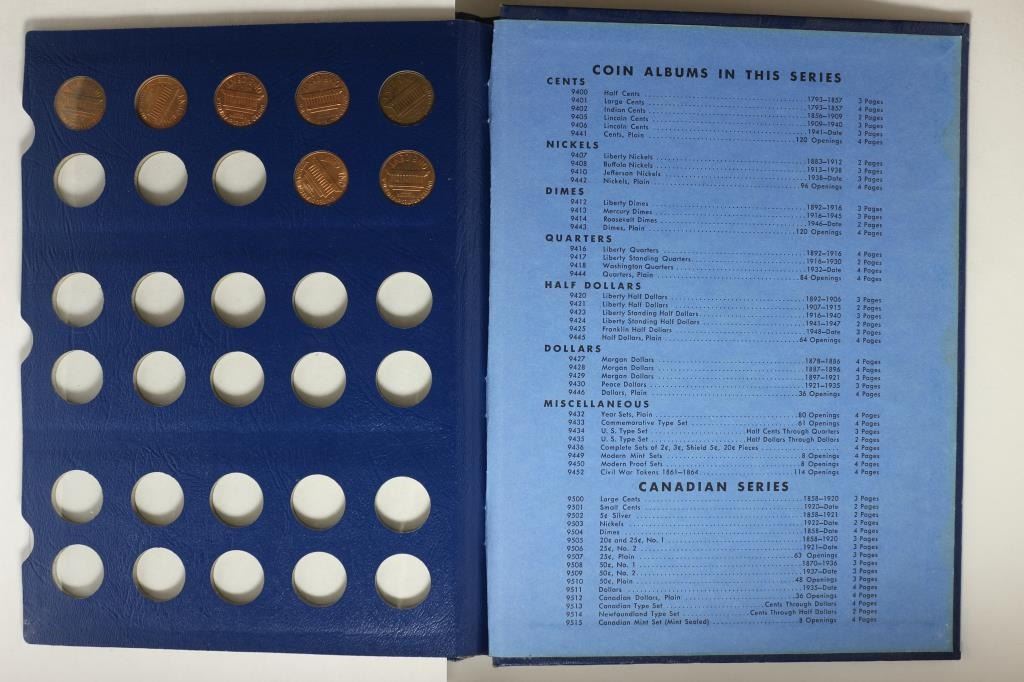 COIN ALBUMS IN THIS SERIES
CENTS
9400 Half Cents 1793–1857 3 Pages
9401 Large Cents 1793–1857 4 Pages
9402 Indian Cents 1856–1909 2 Pages
9405 Lincoln Cents 1909–1940 3 Pages
9406 Lincoln Cents 1941–Date 3 Pages
9441 Cents, Plain 120 Openings 4 Pages
NICKELS
9407 Liberty Nickels 1883–1912 2 Pages
9408 Buffalo Nickels 1913–1938 3 Pages
9410 Jefferson Nickels 1938–Date 3 Pages
9442 Nickels, Plain 96 Openings 4 Pages
DIMES
9412 Liberty Dimes 1892–1916 3 Pages
9413 Mercury Dimes 1916–1945 3 Pages
9414 Roosevelt Dimes 1946–Date 2 Pages
9443 Dimes, Plain 120 Openings 4 Pages
QUARTERS
9416 Liberty Quarters 1892–1916 4 Pages
9417 Liberty Standing Quarters 1916–1930 2 Pages
9418 Washington Quarters 1932–Date 4 Pages
9444 Quarters, Plain 84 Openings 4 Pages
HALF DOLLARS
9420 Liberty Half Dollars 1892–1906 3 Pages
9421 Liberty Half Dollars 1907–1915 2 Pages
9423 Liberty Standing Half Dollars 1916–1940 3 Pages
9424 Liberty Standing Half Dollars 1941–1947 2 Pages
9425 Franklin Half Dollars 1948–Date 3 Pages
9445 Half Dollars, Plain 64 Openings 4 Pages
DOLLARS
9427 Morgan Dollars 1878–1886 4 Pages
9428 Morgan Dollars 1887–1896 4 Pages
9429 Morgan Dollars 1897–1921 3 Pages
9430 Peace Dollars 1921–1935 3 Pages
9446 Dollars, Plain 36 Openings 4 Pages
MISCELLANEOUS
9432 Year Sets, Plain 80 Openings 4 Pages
9433 Commemorative Type Set 61 Openings 4 Pages
9434 U. S. Type Set Half Cents Through Quarters 3 Pages
9435 U. S. Type Set Half Dollars Through Dollars 2 Pages
9436 Complete Sets of 2¢, 3¢, Shield 5¢, 20¢ Pieces 4 Pages
9449 Modern Mint Sets 8 Openings 4 Pages
9450 Modern Proof Sets 8 Openings 4 Pages
9452 Civil War Tokens 1861–1864 114 Openings 4 Pages
CANADIAN SERIES
9500 Large Cents 1858–1920 3 Pages
9501 Small Cents 1920–Date 2 Pages
9502 5¢ Silver 1858–1921 2 Pages
9503 Nickels 1922–Date 2 Pages
9504 Dimes 1858–Date 4 Pages
9505 20¢ and 25¢, No. 1 1858–1920 3 Pages
9506 25¢, No. 2 1921–Date 3 Pages
9507 25¢, Plain 63 Openings 3 Pages
9508 50¢, No. 1 1870–1936 3 Pages
9509 50¢, No. 2 1937–Date 3 Pages
9510 50¢, Plain 48 Openings 3 Pages
9511 Dollars 1935–Date 4 Pages
9512 Canadian Dollars, Plain 36 Openings 4 Pages
9513 Canadian Type Set Cents Through Dollars 4 Pages
9514 Newfoundland Type Set Cents Through Half Dollars 2 Pages
9515 Canadian Mint Set (Mint Sealed) 8 Openings 4 Pages